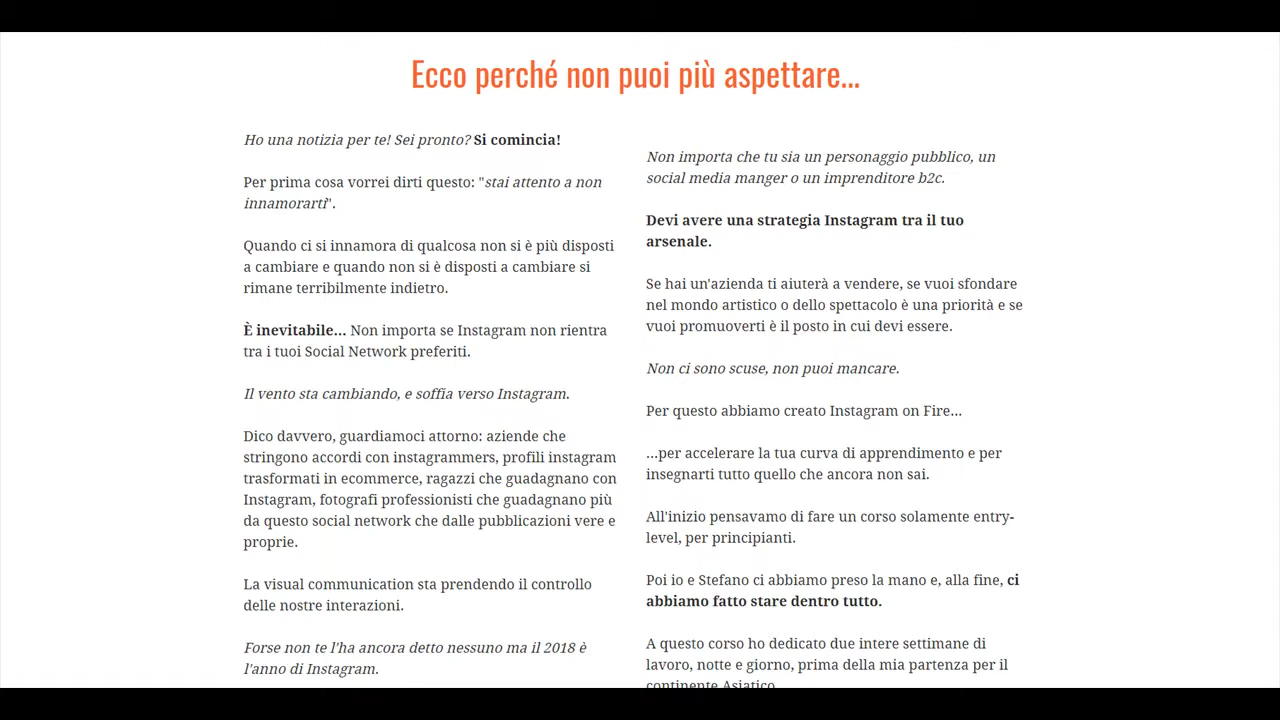 Ecco perché non puoi più aspettare...
Ho una notizia per te! Sei pronto? Si comincia!
Per prima cosa vorrei dirti questo: "stai attento a non
innamorarti".
Quando ci si innamora di qualcosa non si è più disposti
a cambiare e quando non si è disposti a cambiare si
rimane terribilmente indietro.
È inevitabile... Non importa se Instagram non rientra
tra i tuoi Social Network preferiti.
Il vento sta cambiando, e soffia verso Instagram.
Dico davvero, guardiamoci attorno: aziende che
stringono accordi con instagrammers, profili instagram
trasformati in ecommerce, ragazzi che guadagnano con
Instagram, fotografi professionisti che guadagnano più
da questo social network che dalle pubblicazioni vere e
proprie.
La visual communication sta prendendo il controllo
delle nostre interazioni.
Forse non te l'ha ancora detto nessuno ma il 2018 è
l'anno di Instagram.
Non importa che tu sia un personaggio pubblico, un
social media manger o un imprenditore b2c.
Devi avere una strategia Instagram tra il tuo
arsenale.
Se hai un'azienda ti aiuterà a vendere, se vuoi sfondare
nel mondo artistico o dello spettacolo è una priorità e se
vuoi promuoverti è il posto in cui devi essere.
Non ci sono scuse, non puoi mancare.
Per questo abbiamo creato Instagram on Fire...
...per accelerare la tua curva di apprendimento e per
insegnarti tutto quello che ancora non sai.
All'inizio pensavamo di fare un corso solamente entry-
level, per principianti.
Poi io e Stefano ci abbiamo preso la mano e, alla fine, ci
abbiamo fatto stare dentro tutto.
A questo corso ho dedicato due intere settimane di
lavoro, notte e giorno, prima della mia partenza per il
continente Asiatico